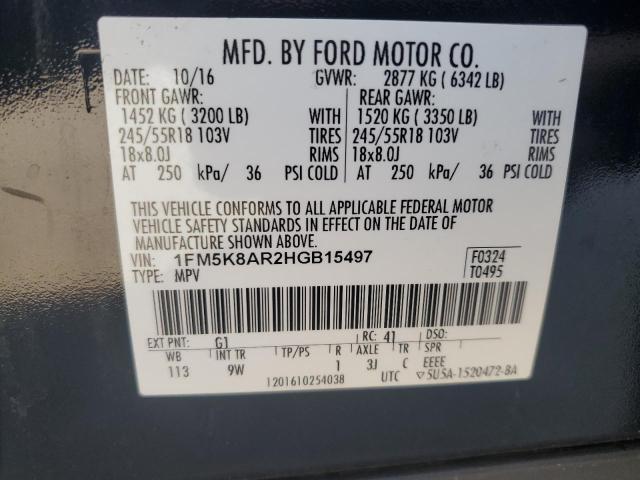 MFD. BY FORD MOTOR CO.
DATE: 10/16 GVWR: 2877 KG ( 6342 LB)
FRONT GAWR: REAR GAWR:
1452 KG ( 3200 LB) WITH 1520 KG ( 3350 LB) WITH
245/55R18 103V TIRES 245/55R18 103V TIRES
18x8.0J RIMS 18x8.0J RIMS
AT 250 kPa/ 36 PSI COLD AT 250 kPa/ 36 PSI COLD
THIS VEHICLE CONFORMS TO ALL APPLICABLE FEDERAL MOTOR
VEHICLE SAFETY STANDARDS IN EFFECT ON THE DATE OF
MANUFACTURE SHOWN ABOVE.
VIN: 1FM5K8AR2HGB15497 F0324
TYPE: MPV T0495
EXT PNT: G1 RC: 41 DSO:
WB INT TR TP/PS R AXLE TR SPR
113 9W 1 3J C EEEE
1201610254038 UTC ▽5U5A-1520472-BA